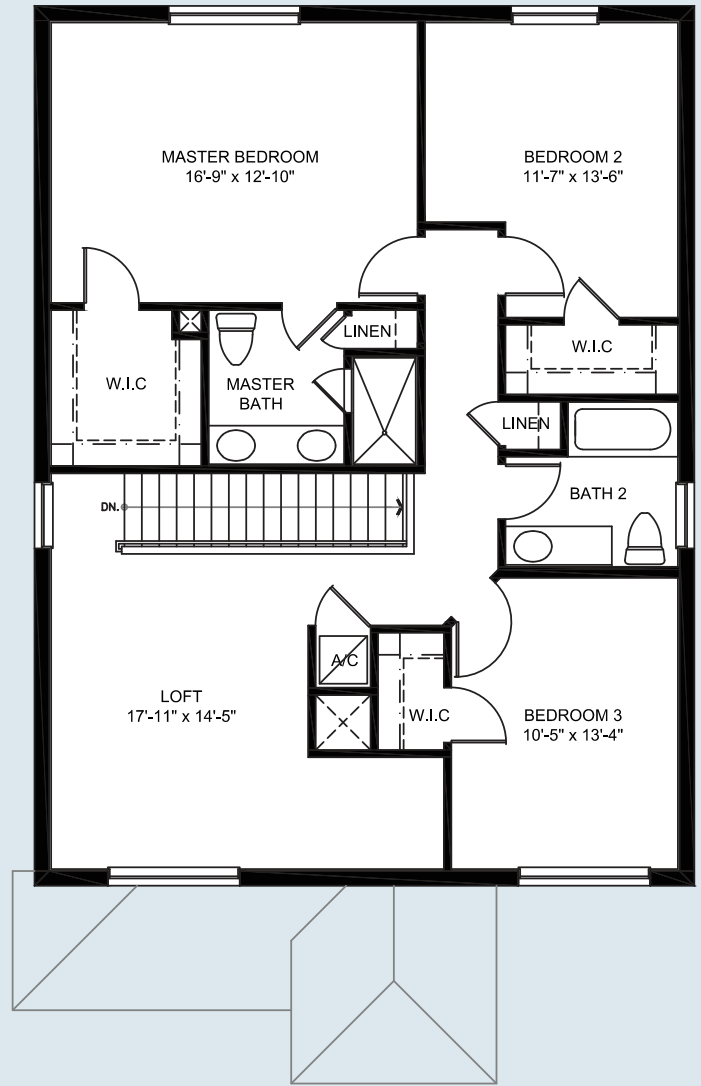 MASTER BEDROOM
16'-9" x 12'-10"
BEDROOM 2
11'-7" x 13'-6"
LINEN
W.I.C
W.I.C
MASTER
BATH
LINEN
BATH 2
DN.
A/C
LOFT
17'-11" x 14'-5"
W.I.C
BEDROOM 3
10'-5" x 13'-4"